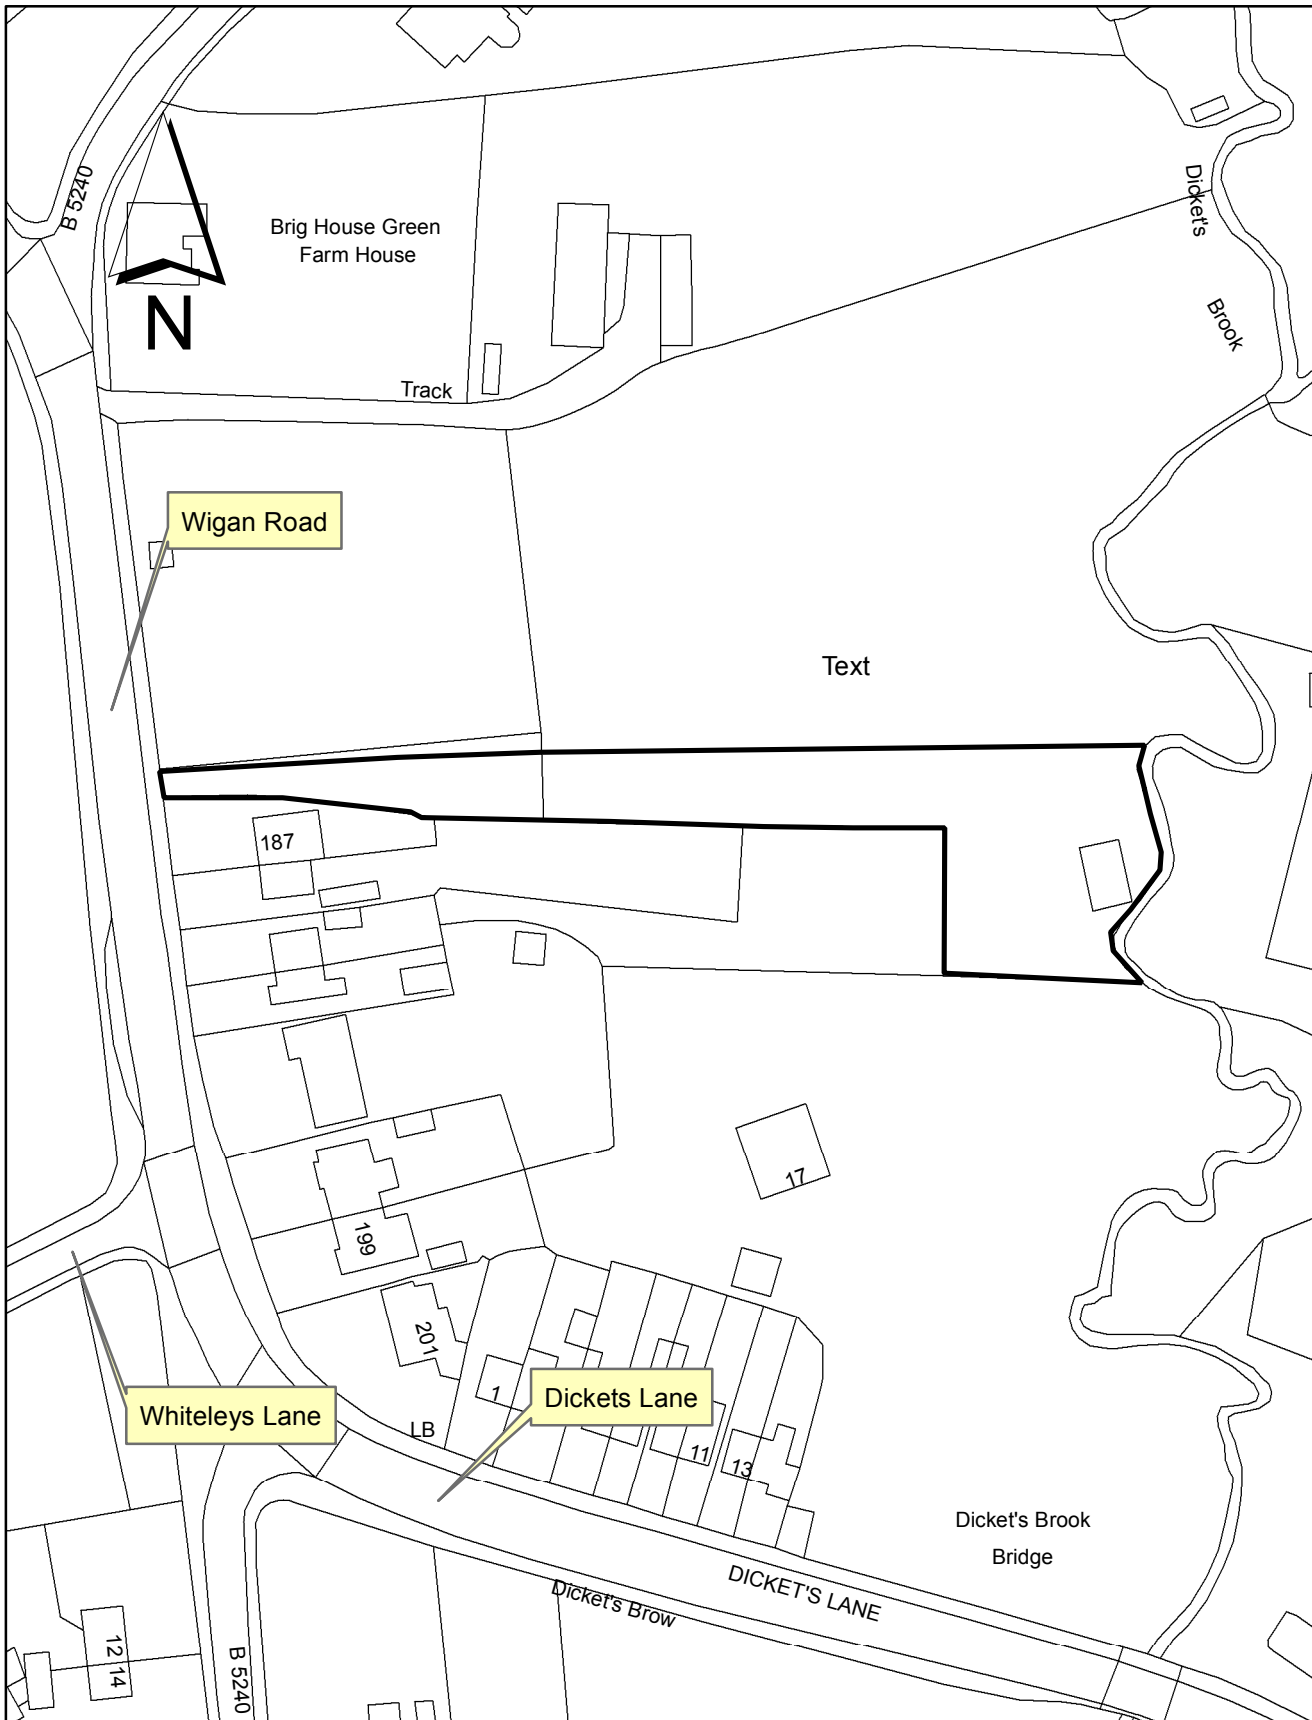 B 5240
Brig House Green
Farm House
N
Dicket's
Brook
Track
Wigan Road
Text
187
17
199
201
1
Dickets Lane
Whiteleys Lane
LB
11
13
Dicket's Brook
Bridge
DICKET'S LANE
Dicket's Brow
12
14
B 5240